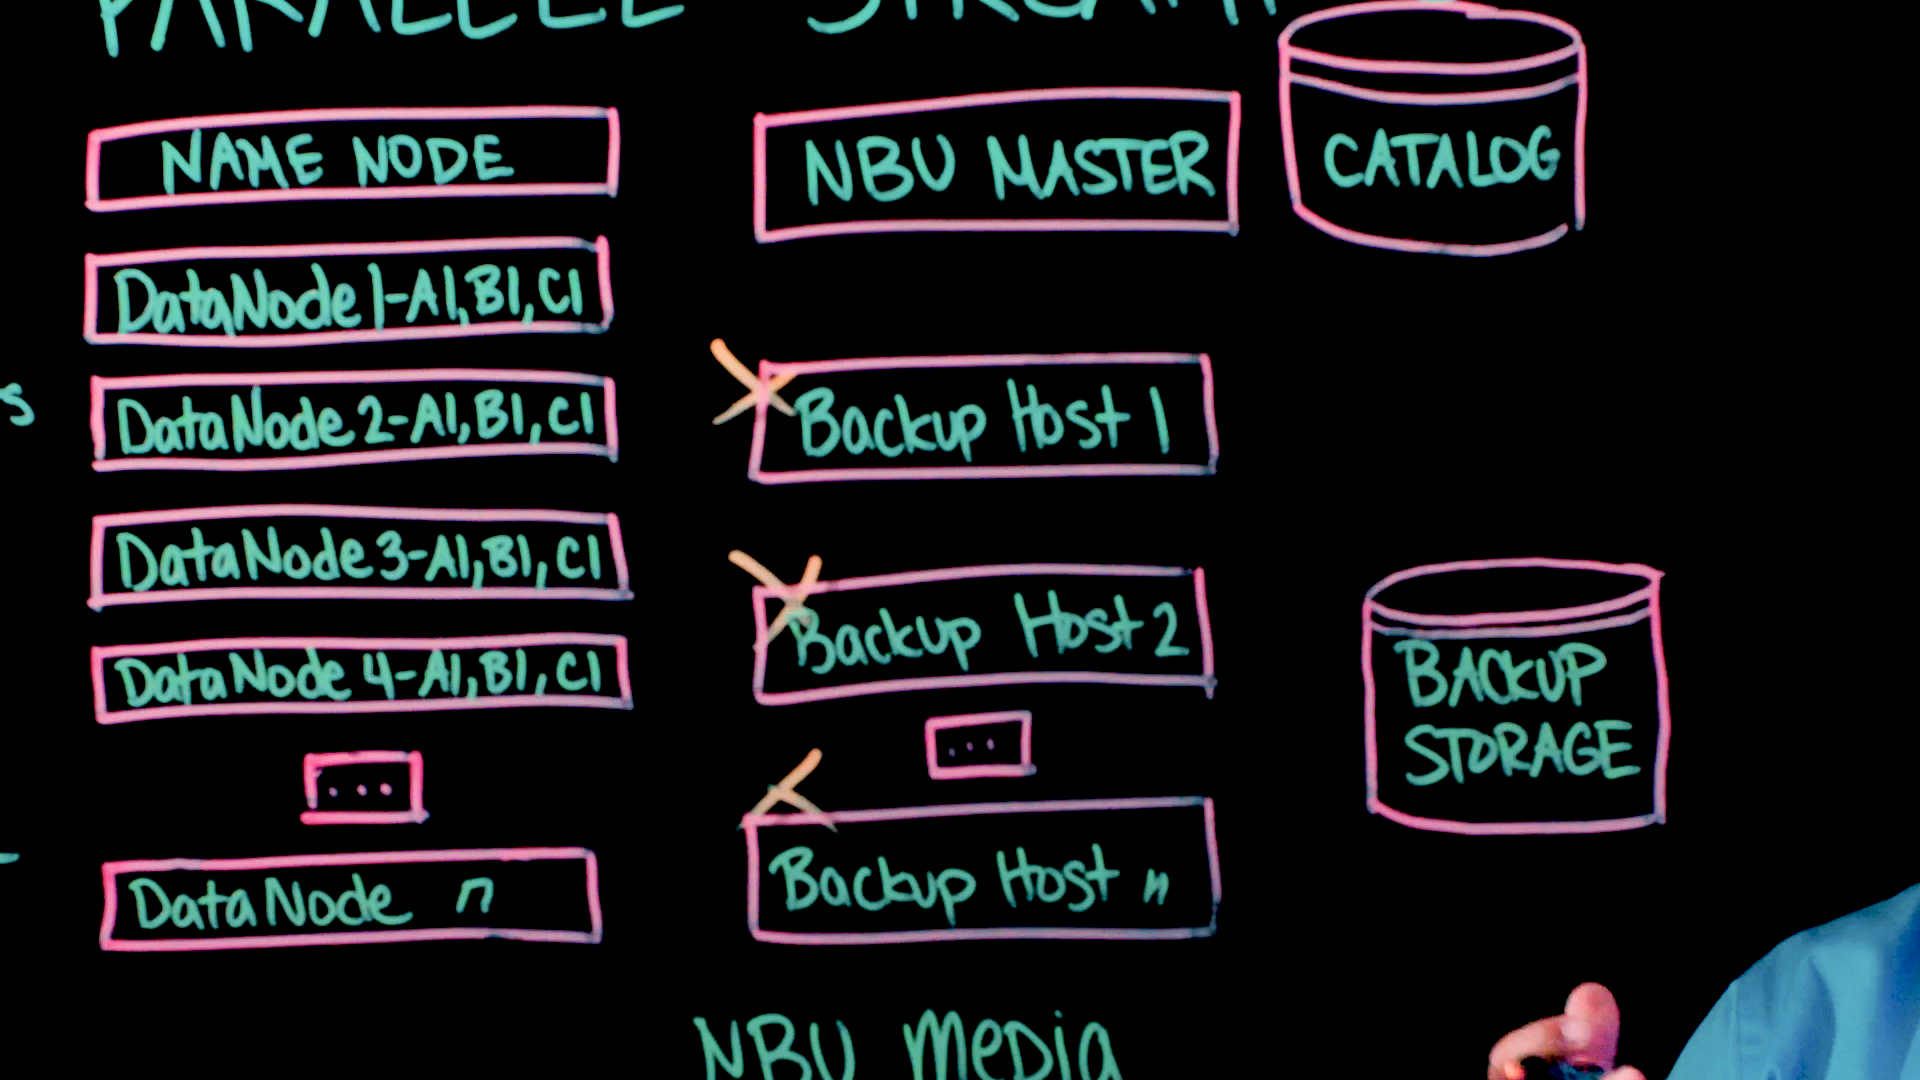 PARALLEL STREAM
NAME NODE
DataNode 1-A1,B1,C1
DataNode 2-A1,B1,C1
DataNode 3-A1,B1,C1
DataNode 4-A1,B1,C1
...
DataNode n
NBU MASTER
Backup Host 1
Backup Host 2
...
Backup Host n
NBU MEDIA
CATALOG
BACKUP
STORAGE